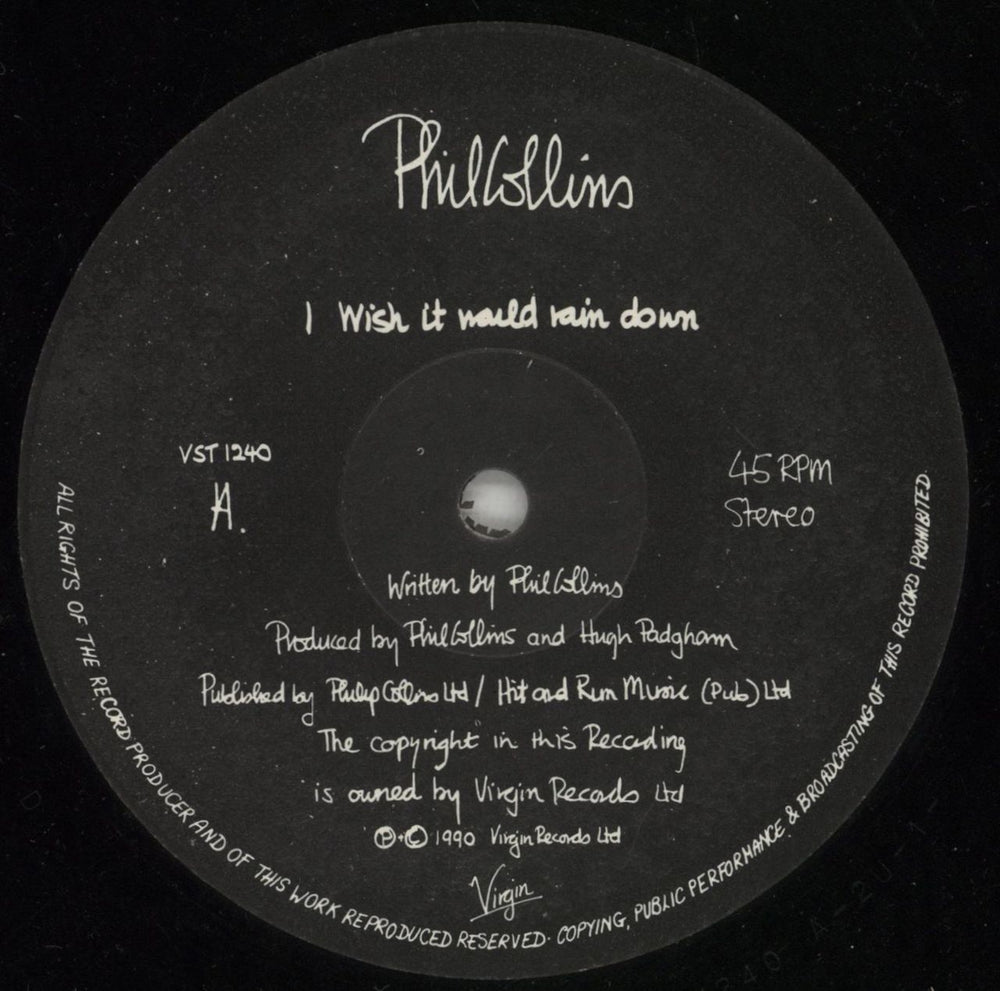 Phil Collins
I Wish it would rain down
VST 1240
A.
45 RPM
Stereo
Written by Phil Collins
Produced by Phil Collins and Hugh Padgham
Published by Philip Collins Ltd / Hit and Run Music (Pub) Ltd
The copyright in this Recording
is owned by Virgin Records Ltd
℗+© 1990 Virgin Records Ltd
Virgin
ALL RIGHTS OF THE RECORD PRODUCER AND OF THIS WORK REPRODUCED RESERVED. COPYING, PUBLIC PERFORMANCE & BROADCASTING OF THIS RECORD PROHIBITED.